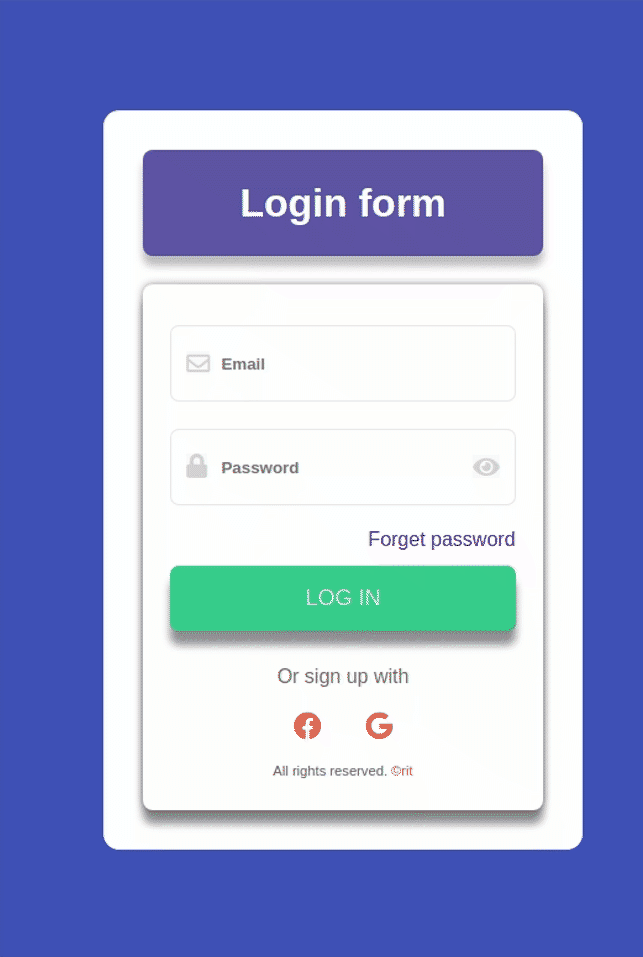 Login form
Email
Password
Forget password
LOG IN
Or sign up with
All rights reserved. ©rit